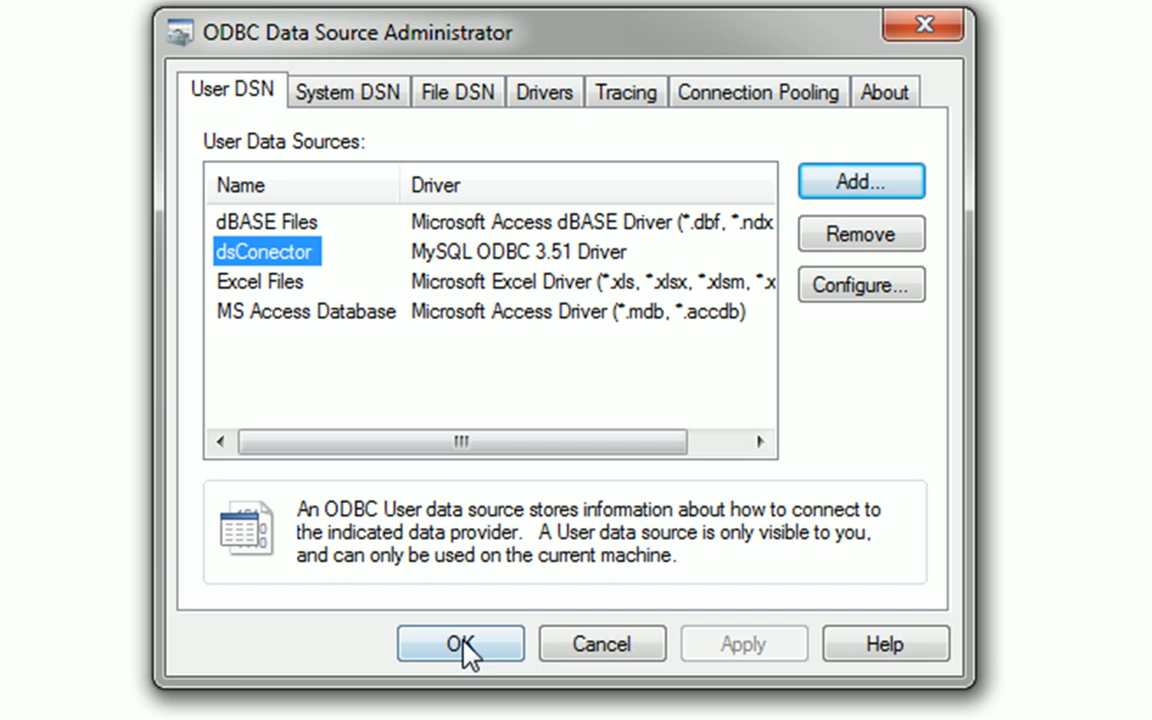 ODBC Data Source Administrator
User DSN System DSN File DSN Drivers Tracing Connection Pooling About
User Data Sources:
Name Driver
dBASE Files Microsoft Access dBASE Driver (*.dbf, *.ndx
dsConector MySQL ODBC 3.51 Driver
Excel Files Microsoft Excel Driver (*.xls, *.xlsx, *.xlsm, *.x
MS Access Database Microsoft Access Driver (*.mdb, *.accdb)
Add...
Remove
Configure...
An ODBC User data source stores information about how to connect to
the indicated data provider. A User data source is only visible to you,
and can only be used on the current machine.
OK Cancel Apply Help